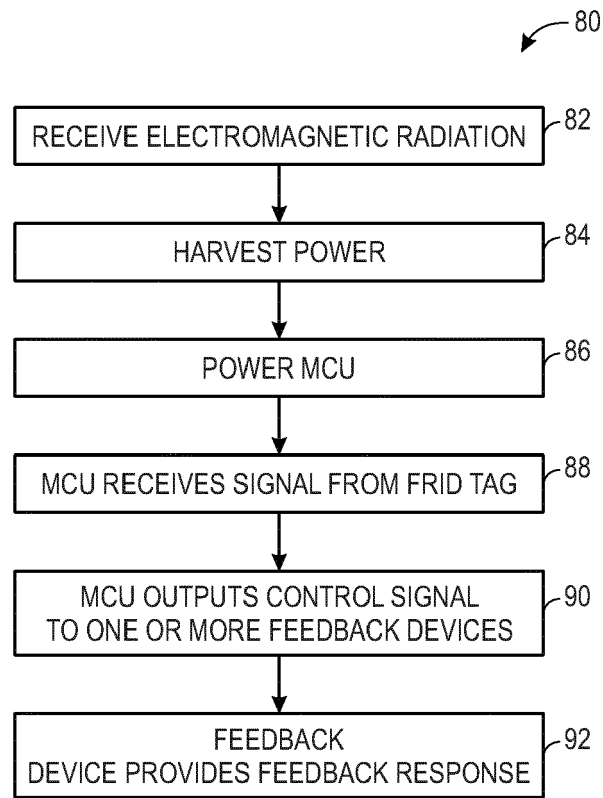 80
RECEIVE ELECTROMAGNETIC RADIATION
82
HARVEST POWER
84
POWER MCU
86
MCU RECEIVES SIGNAL FROM FRID TAG
88
MCU OUTPUTS CONTROL SIGNAL
TO ONE OR MORE FEEDBACK DEVICES
90
FEEDBACK
DEVICE PROVIDES FEEDBACK RESPONSE
92